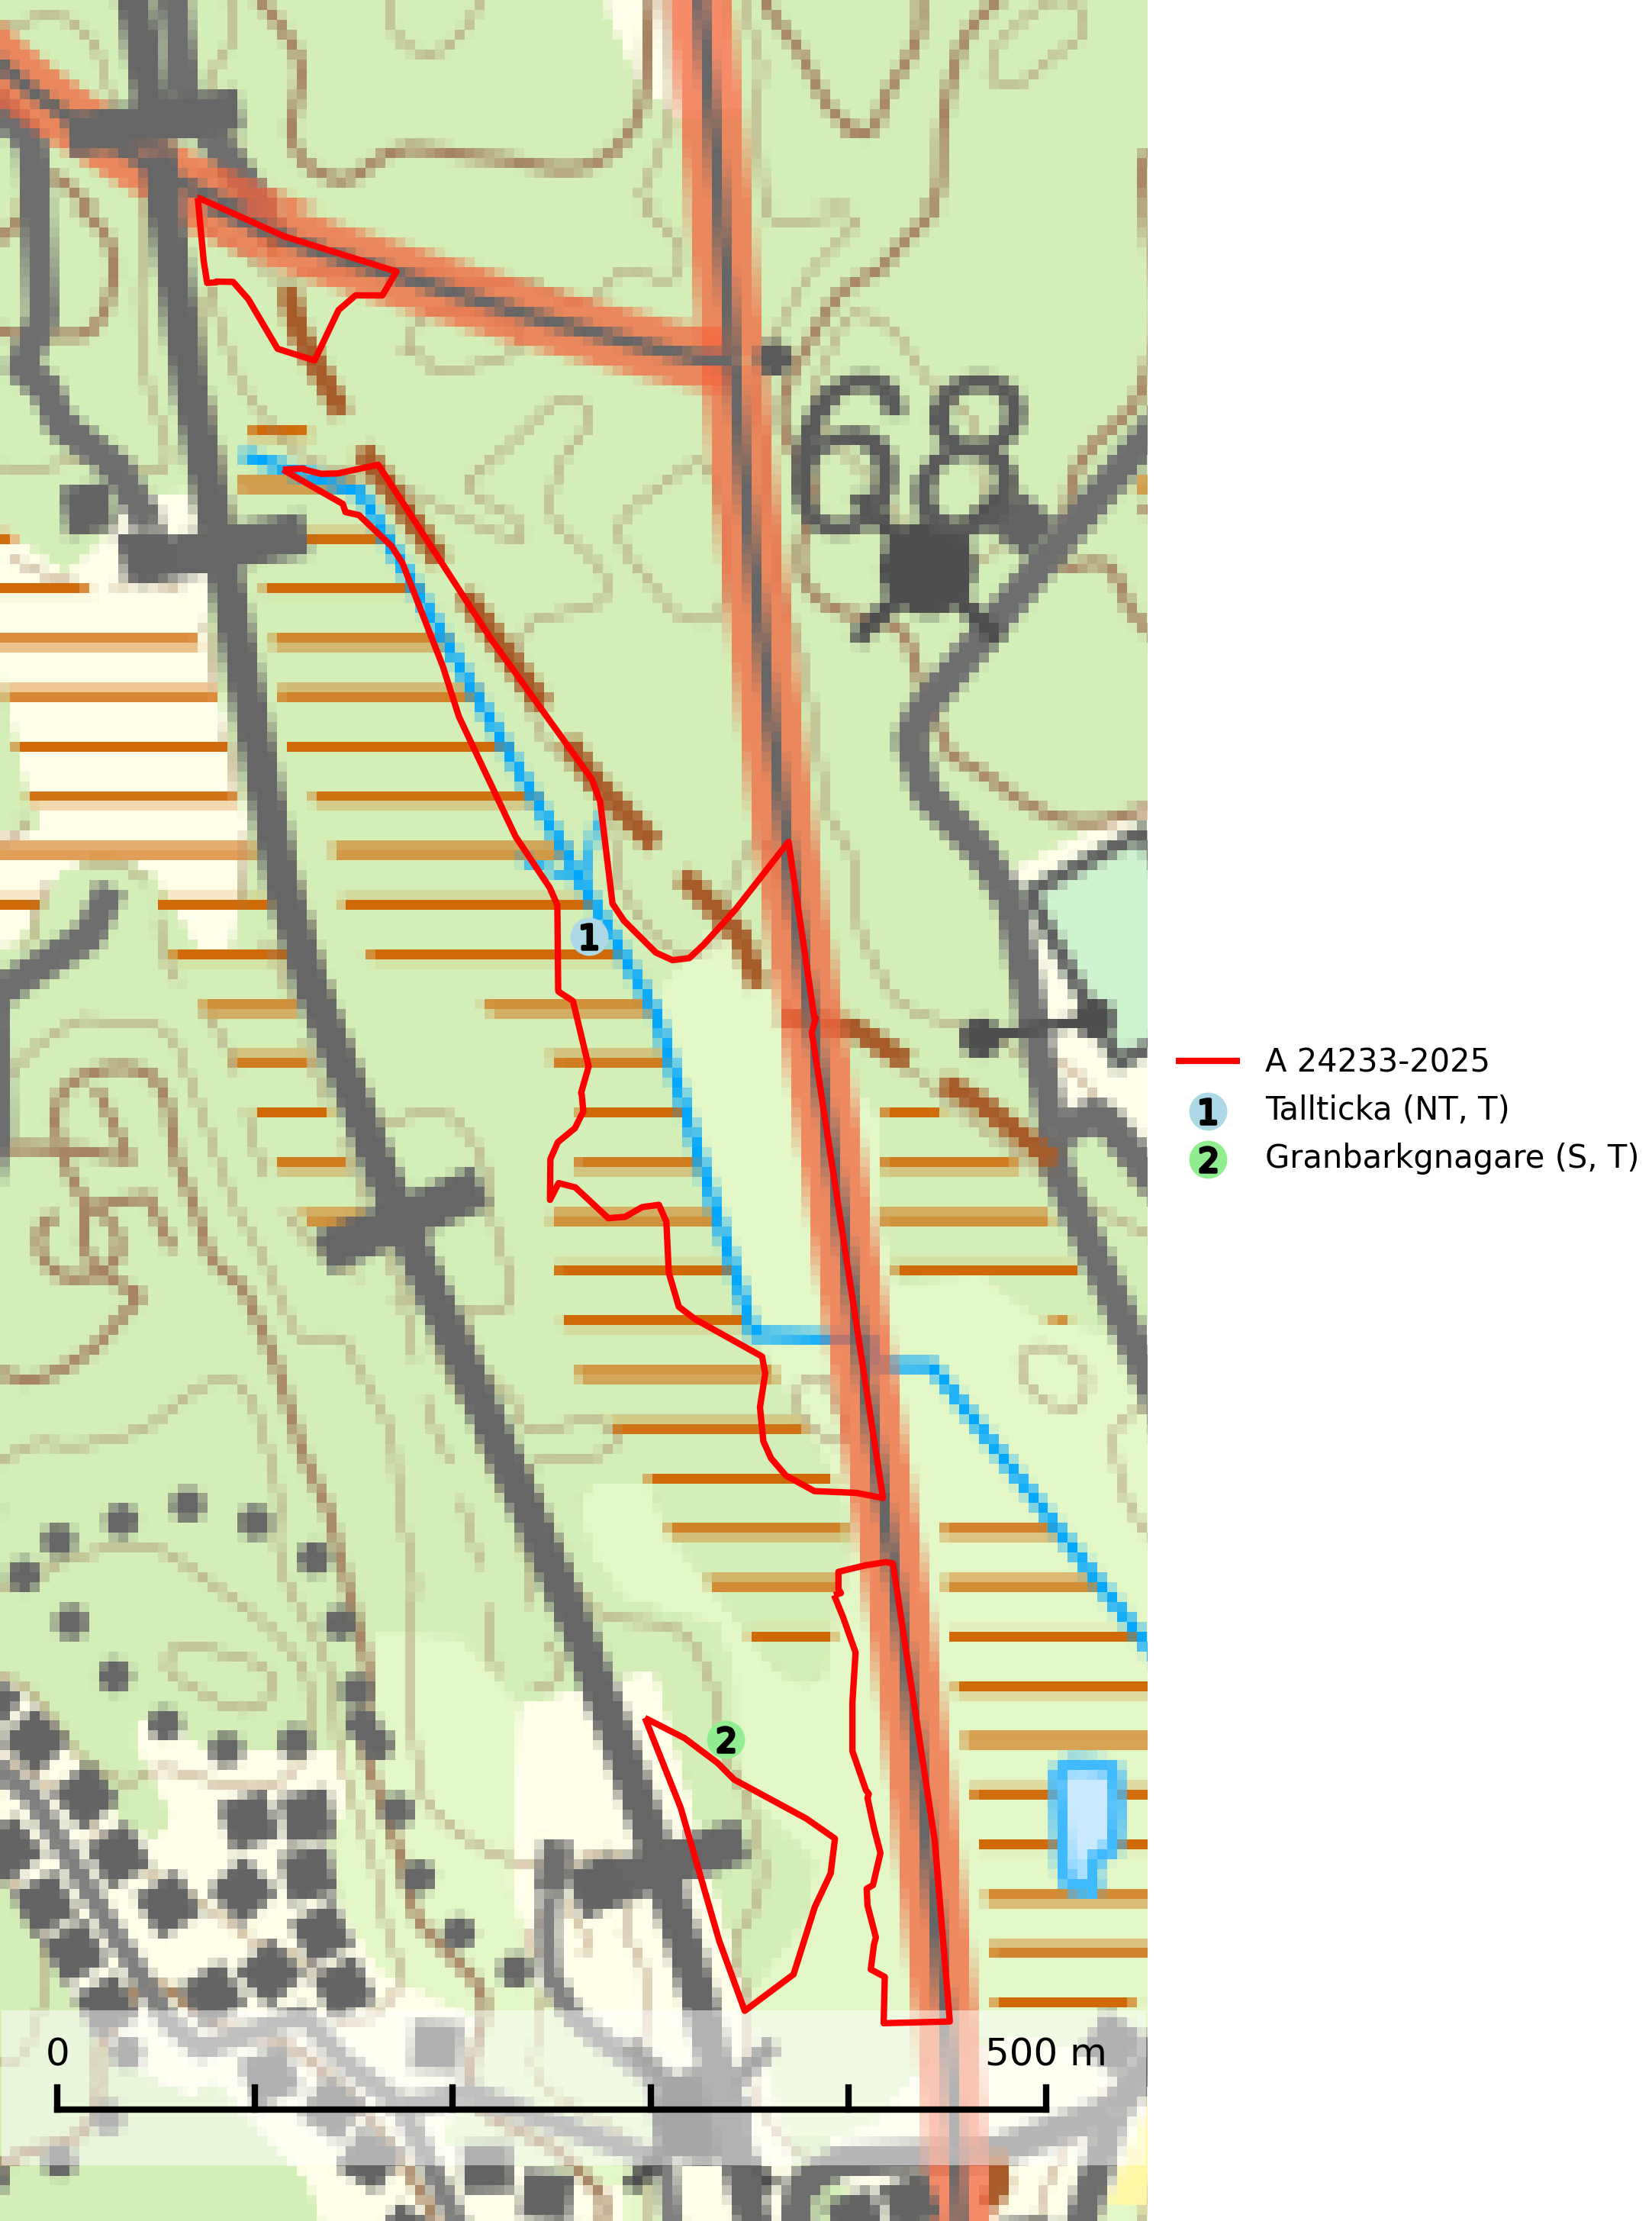 68
1
A 24233-2025
1 Tallticka (NT, T)
2 Granbarkgnagare (S, T)
2
0 500 m